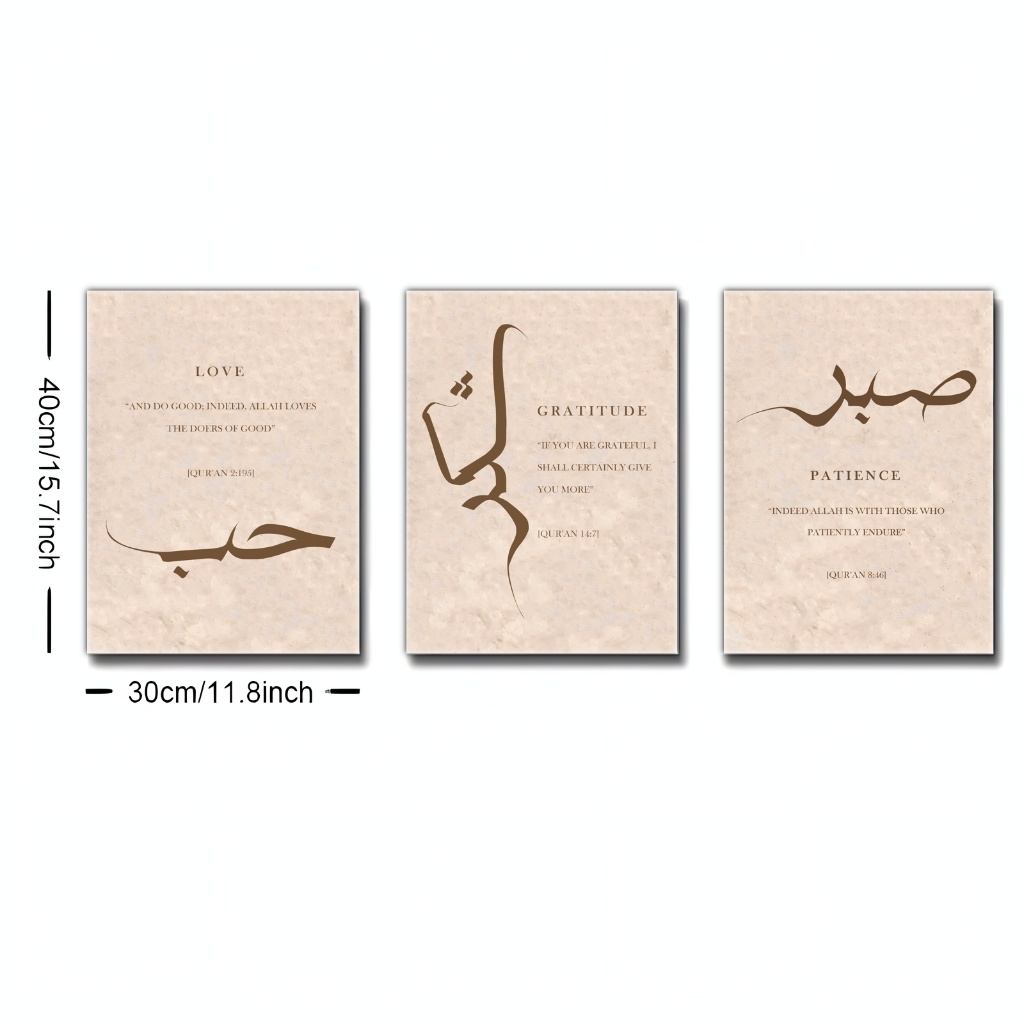 40cm/15.7inch
LOVE
"AND DO GOOD; INDEED, ALLAH LOVES
THE DOERS OF GOOD"
[QUR'AN 2:195]
حب
30cm/11.8inch
شكر
GRATITUDE
"IF YOU ARE GRATEFUL, I
SHALL CERTAINLY GIVE
YOU MORE"
[QUR'AN 14:7]
صبر
PATIENCE
"INDEED ALLAH IS WITH THOSE WHO
PATIENTLY ENDURE"
[QUR'AN 8:46]